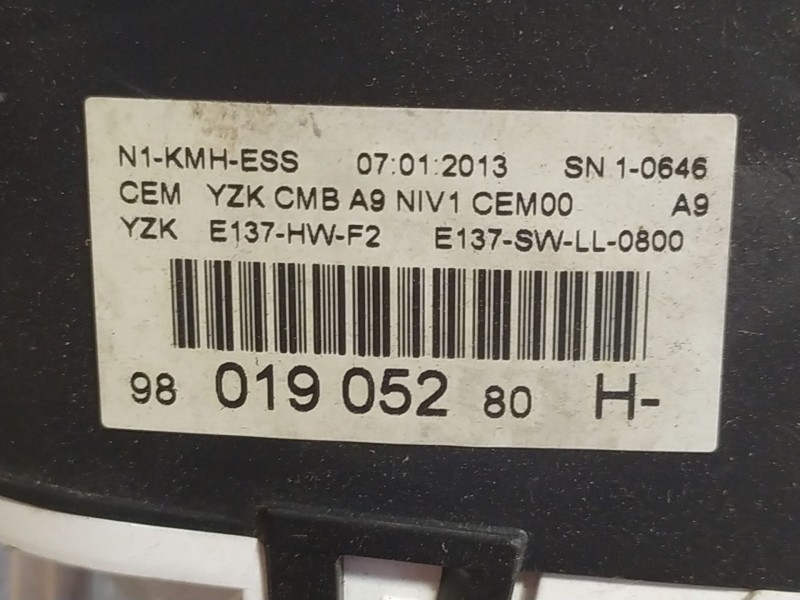 N1-KMH-ESS 07:01:2013 SN 1-0646
CEM YZK CMB A9 NIV1 CEM00 A9
YZK E137-HW-F2 E137-SW-LL-0800
98 019 052 80 H-